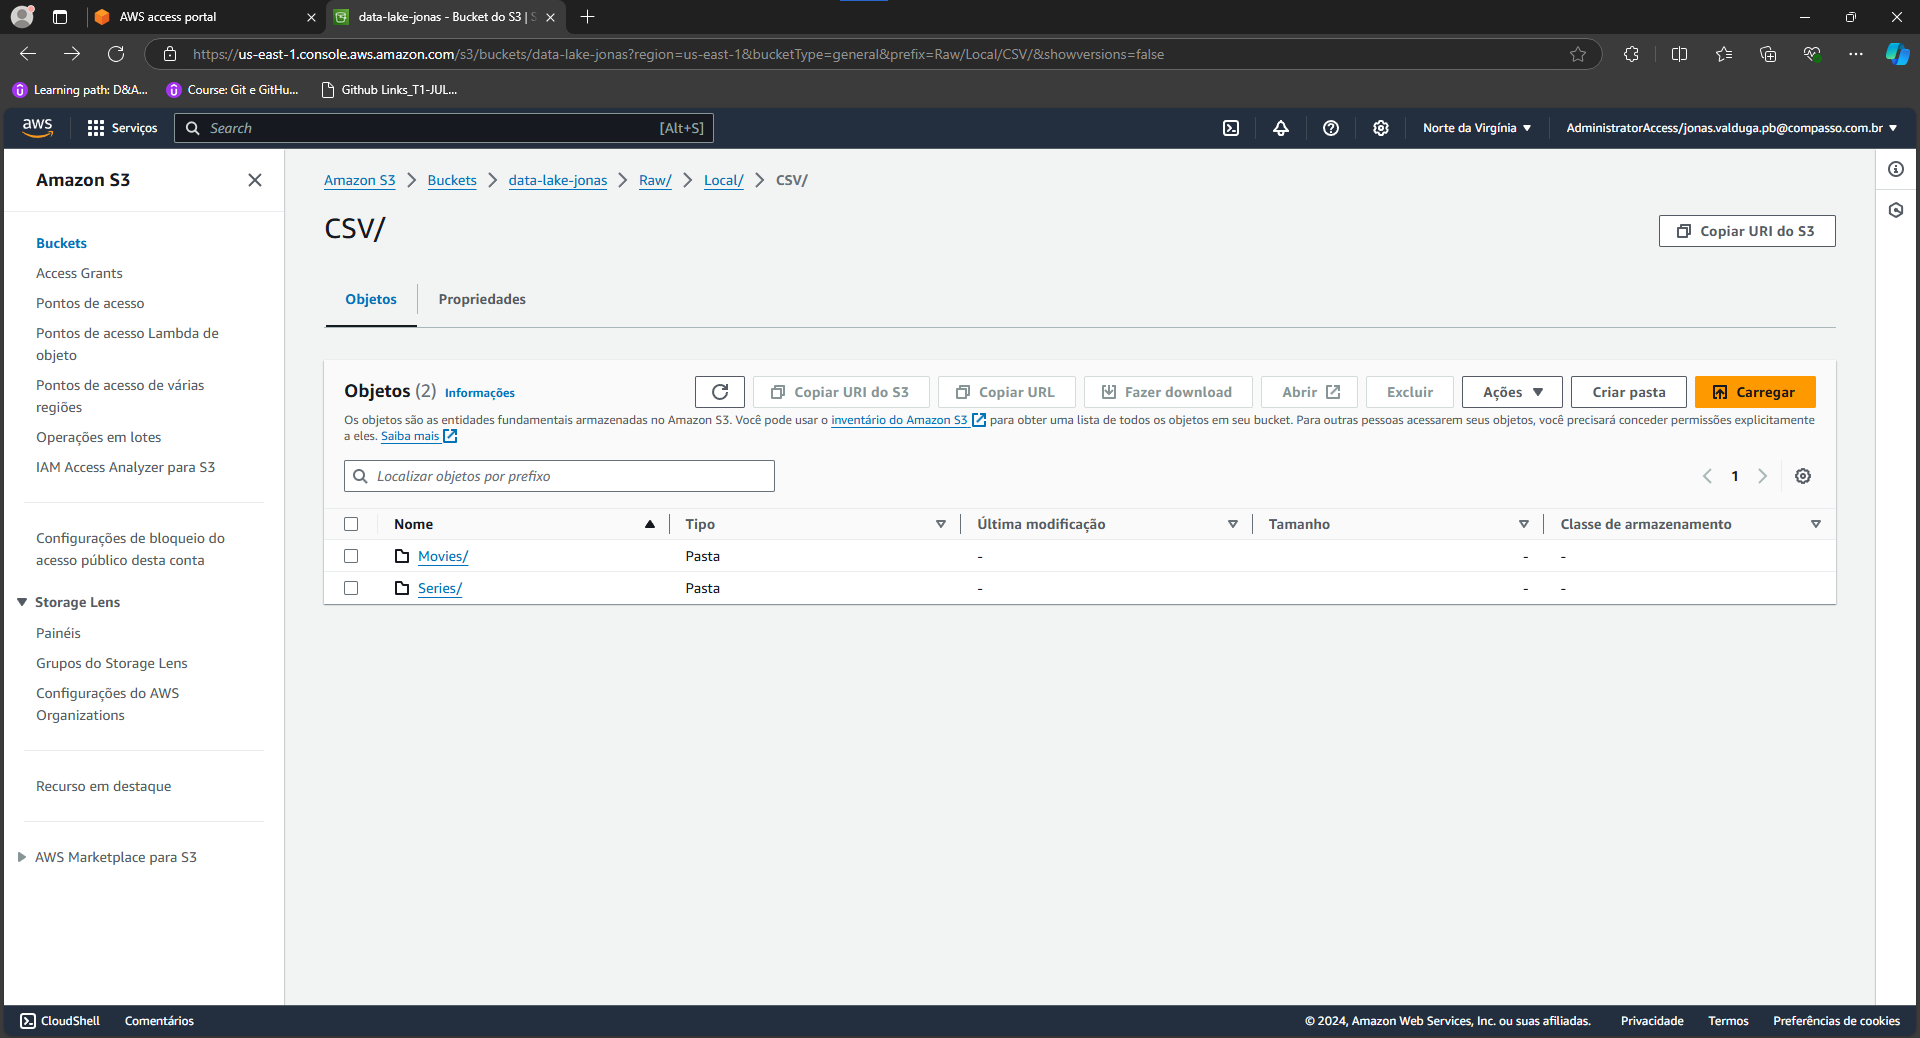 AWS access portal
data-lake-jonas - Bucket do S3 | S
https://us-east-1.console.aws.amazon.com/s3/buckets/data-lake-jonas?region=us-east-1&bucketType=general&prefix=Raw/Local/CSV/&showversions=false
Learning path: D&A...
Course: Git e GitHu...
Github Links_T1-JUL...
aws
Serviços
Search
[Alt+S]
Norte da Virgínia
AdministratorAccess/jonas.valduga.pb@compasso.com.br
Amazon S3
Buckets
Access Grants
Pontos de acesso
Pontos de acesso Lambda de
objeto
Pontos de acesso de várias
regiões
Operações em lotes
IAM Access Analyzer para S3
Configurações de bloqueio do
acesso público desta conta
Storage Lens
Painéis
Grupos do Storage Lens
Configurações do AWS
Organizations
Recurso em destaque
AWS Marketplace para S3
Amazon S3 > Buckets > data-lake-jonas > Raw/ > Local/ > CSV/
CSV/
Copiar URI do S3
Objetos
Propriedades
Objetos (2) Informações
Copiar URI do S3
Copiar URL
Fazer download
Abrir
Excluir
Ações
Criar pasta
Carregar
Os objetos são as entidades fundamentais armazenadas no Amazon S3. Você pode usar o inventário do Amazon S3 para obter uma lista de todos os objetos em seu bucket. Para outras pessoas acessarem seus objetos, você precisará conceder permissões explicitamente
a eles. Saiba mais
Localizar objetos por prefixo
1
Nome Tipo Última modificação Tamanho Classe de armazenamento
Movies/ Pasta - - -
Series/ Pasta - - -
CloudShell
Comentários
© 2024, Amazon Web Services, Inc. ou suas afiliadas.
Privacidade
Termos
Preferências de cookies